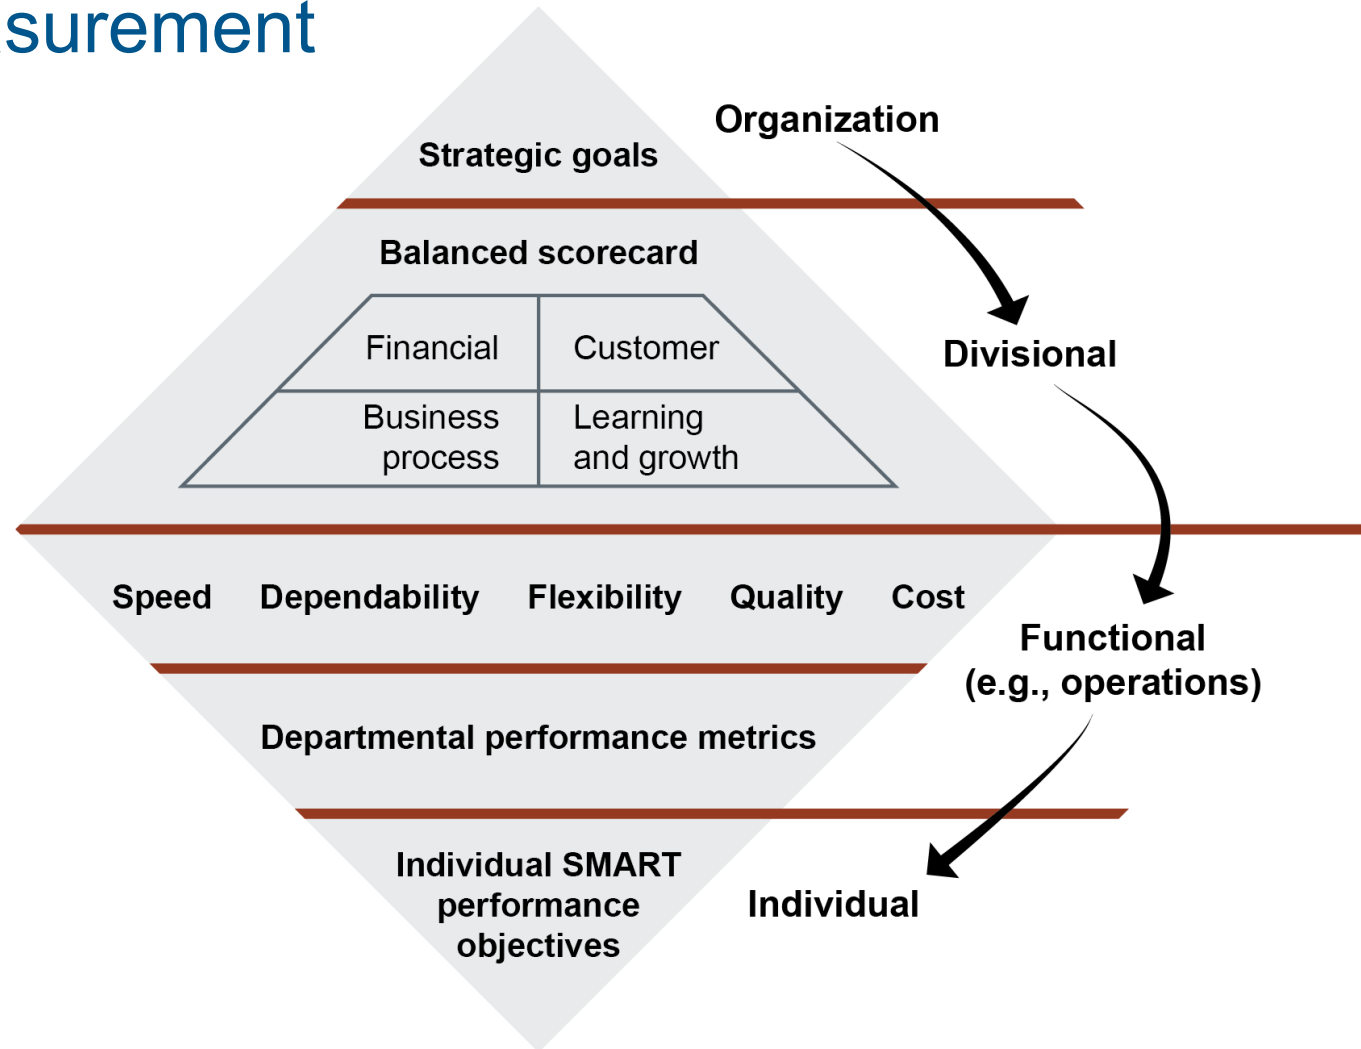 surement
Organization
Strategic goals
Balanced scorecard
Financial
Customer
Divisional
Business
process
Learning
and growth
Speed
Dependability
Flexibility
Quality
Cost
Functional
(e.g., operations)
Departmental performance metrics
Individual SMART
performance
objectives
Individual